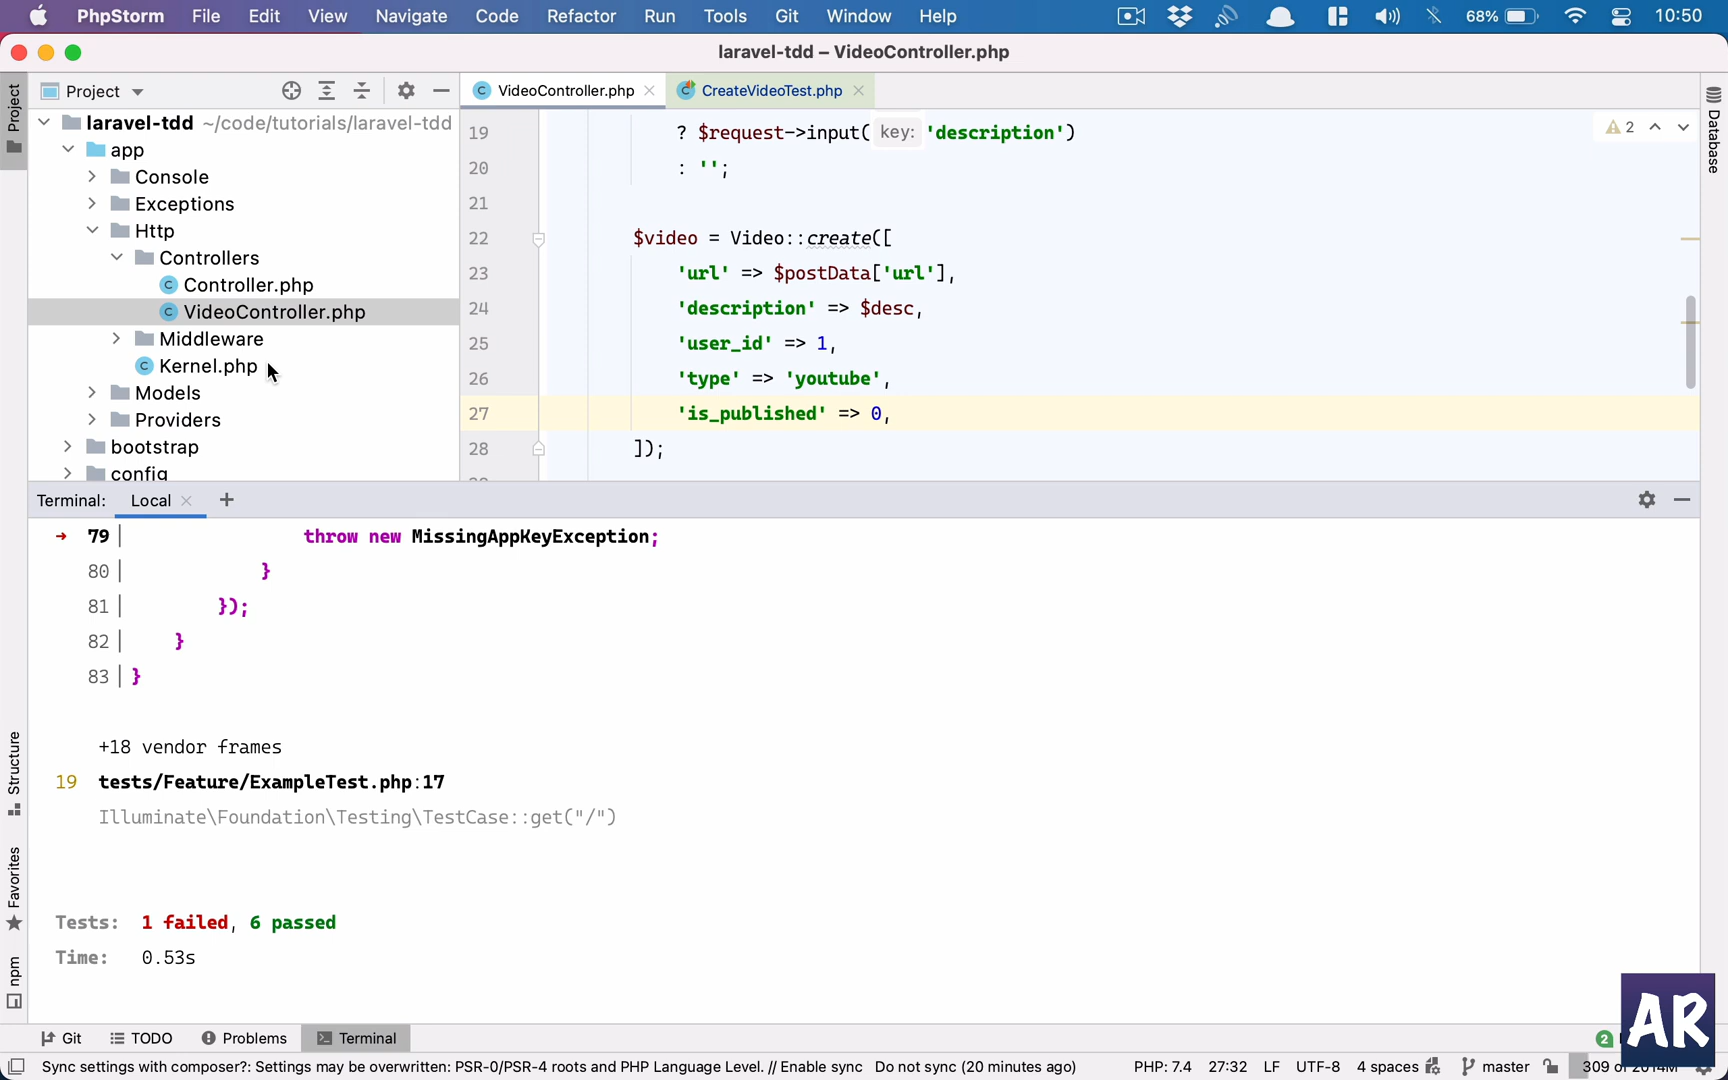 PhpStorm File Edit View Navigate Code Refactor Run Tools Git Window Help 68% 10:50
laravel-tdd – VideoController.php
Project
VideoController.php
CreateVideoTest.php
Project
Database
laravel-tdd ~/code/tutorials/laravel-tdd
app
Console
Exceptions
Http
Controllers
Controller.php
VideoController.php
Middleware
Kernel.php
Models
Providers
bootstrap
config
2
19 ? $request->input( key: 'description')
20 : '';
21
22 $video = Video::create([
23 'url' => $postData['url'],
24 'description' => $desc,
25 'user_id' => 1,
26 'type' => 'youtube',
27 'is_published' => 0,
28 ]);
Terminal: Local
→ 79| throw new MissingAppKeyException;
80| }
81| });
82| }
83| }
+18 vendor frames
19 tests/Feature/ExampleTest.php:17
Illuminate\Foundation\Testing\TestCase::get("/")
Tests: 1 failed, 6 passed
Time: 0.53s
Structure
Favorites
npm
AR
Git TODO Problems Terminal 2
Sync settings with composer?: Settings may be overwritten: PSR-0/PSR-4 roots and PHP Language Level. // Enable sync Do not sync (20 minutes ago) PHP: 7.4 27:32 LF UTF-8 4 spaces master 309 of 2014M